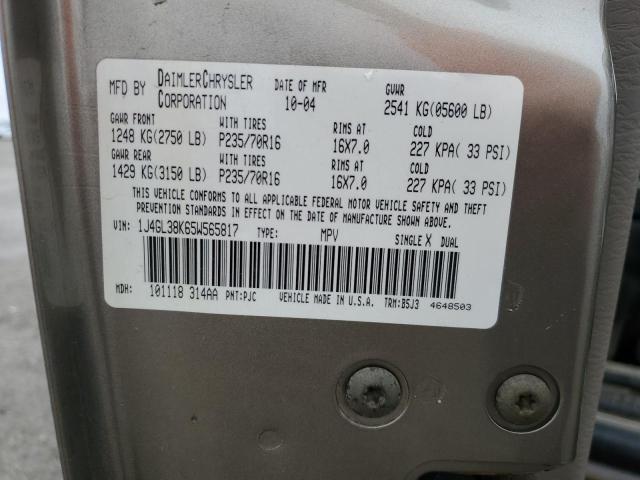 MFD BY DAIMLERCHRYSLER CORPORATION DATE OF MFR 10-04 GVWR 2541 KG(05600 LB)
GAWR FRONT WITH TIRES RIMS AT COLD
1248 KG(2750 LB) P235/70R16 16X7.0 227 KPA( 33 PSI)
GAWR REAR WITH TIRES RIMS AT COLD
1429 KG(3150 LB) P235/70R16 16X7.0 227 KPA( 33 PSI)
THIS VEHICLE CONFORMS TO ALL APPLICABLE FEDERAL MOTOR VEHICLE SAFETY AND THEFT
PREVENTION STANDARDS IN EFFECT ON THE DATE OF MANUFACTURE SHOWN ABOVE.
VIN: 1J4GL38K65W565817 TYPE: MPV SINGLE X DUAL
MDH: 101118 314AA PNT:PJC VEHICLE MADE IN U.S.A. TRM:B5J3 4648503